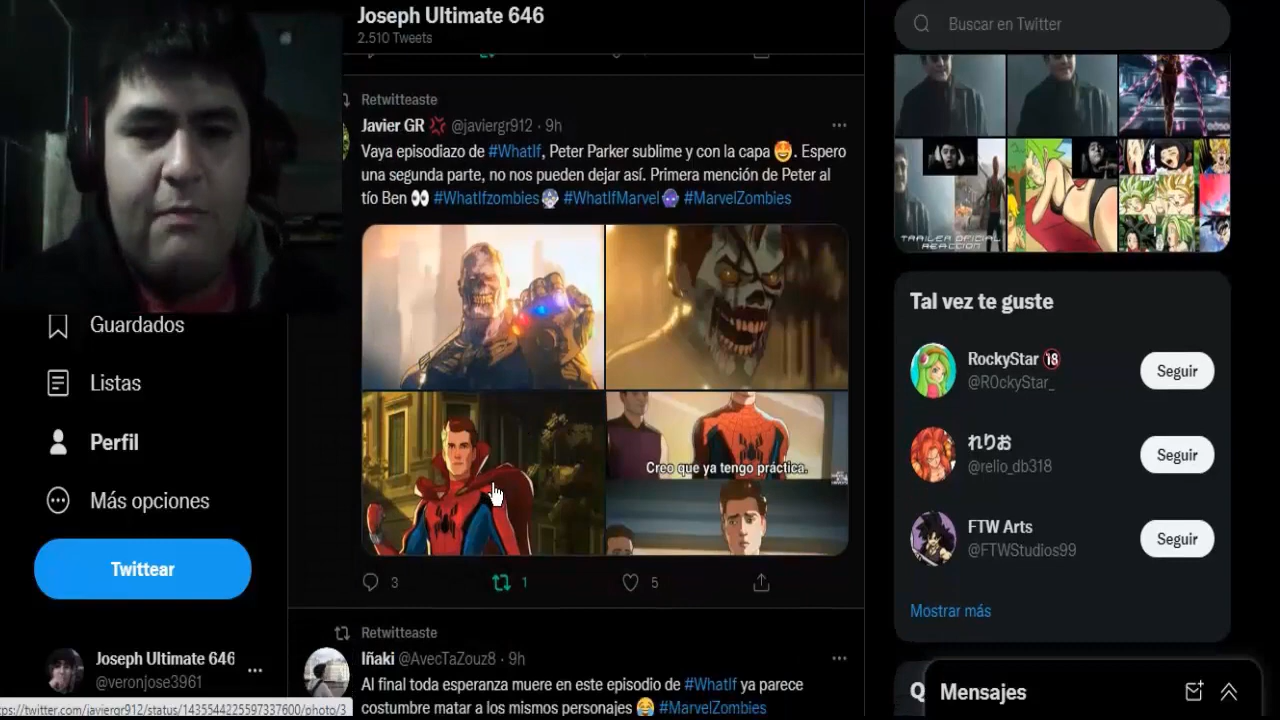 Joseph Ultimate 646
2.510 Tweets
Retwitteaste
Javier GR @javiergr912 · 9h
Vaya episodiazo de #WhatIf, Peter Parker sublime y con la capa 🤩. Espero
una segunda parte, no nos pueden dejar así. Primera mención de Peter al
tío Ben 👀 #WhatIfzombies #WhatIfMarvel #MarvelZombies
Creo que ya tengo práctica.
3
1
5
Retwitteaste
Iñaki @AvecTaZouz8 · 9h
Al final toda esperanza muere en este episodio de #WhatIf ya parece
costumbre matar a los mismos personajes 😂 #MarvelZombies
Guardados
Listas
Perfil
Más opciones
Twittear
Joseph Ultimate 646
@veronjose3961
ps://twitter.com/javiergr912/status/1435544225597337600/photo/3
Buscar en Twitter
TRAILER OFICIAL
REACCION
Tal vez te guste
RockyStar 🔞
@R0ckyStar_
Seguir
れりお
@relio_db318
Seguir
FTW Arts
@FTWStudios99
Seguir
Mostrar más
Q
Mensajes